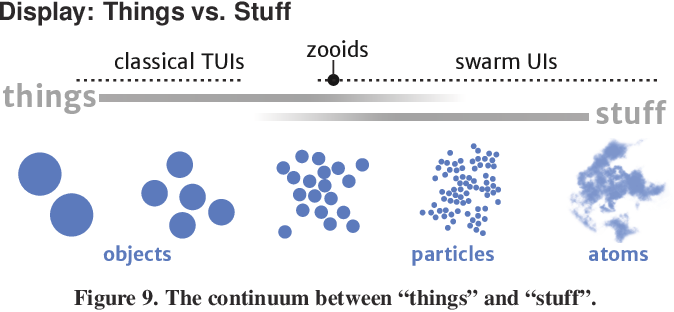 Display: Things vs. Stuff
zooids
classical TUIs
swarm UIs
things
stuff
objects
particles
atoms
Figure 9. The continuum between “things” and “stuff”.